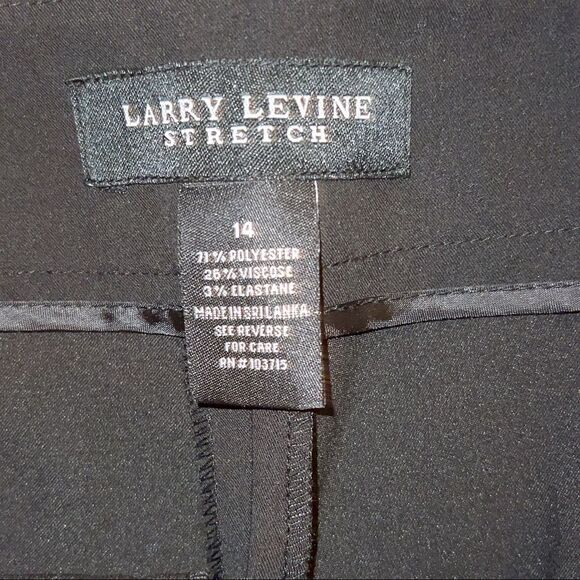 LARRY LEVINE
STRETCH
14
71% POLYESTER
26% VISCOSE
3% ELASTANE
MADE IN SRI LANKA
SEE REVERSE
FOR CARE
RN# 103715